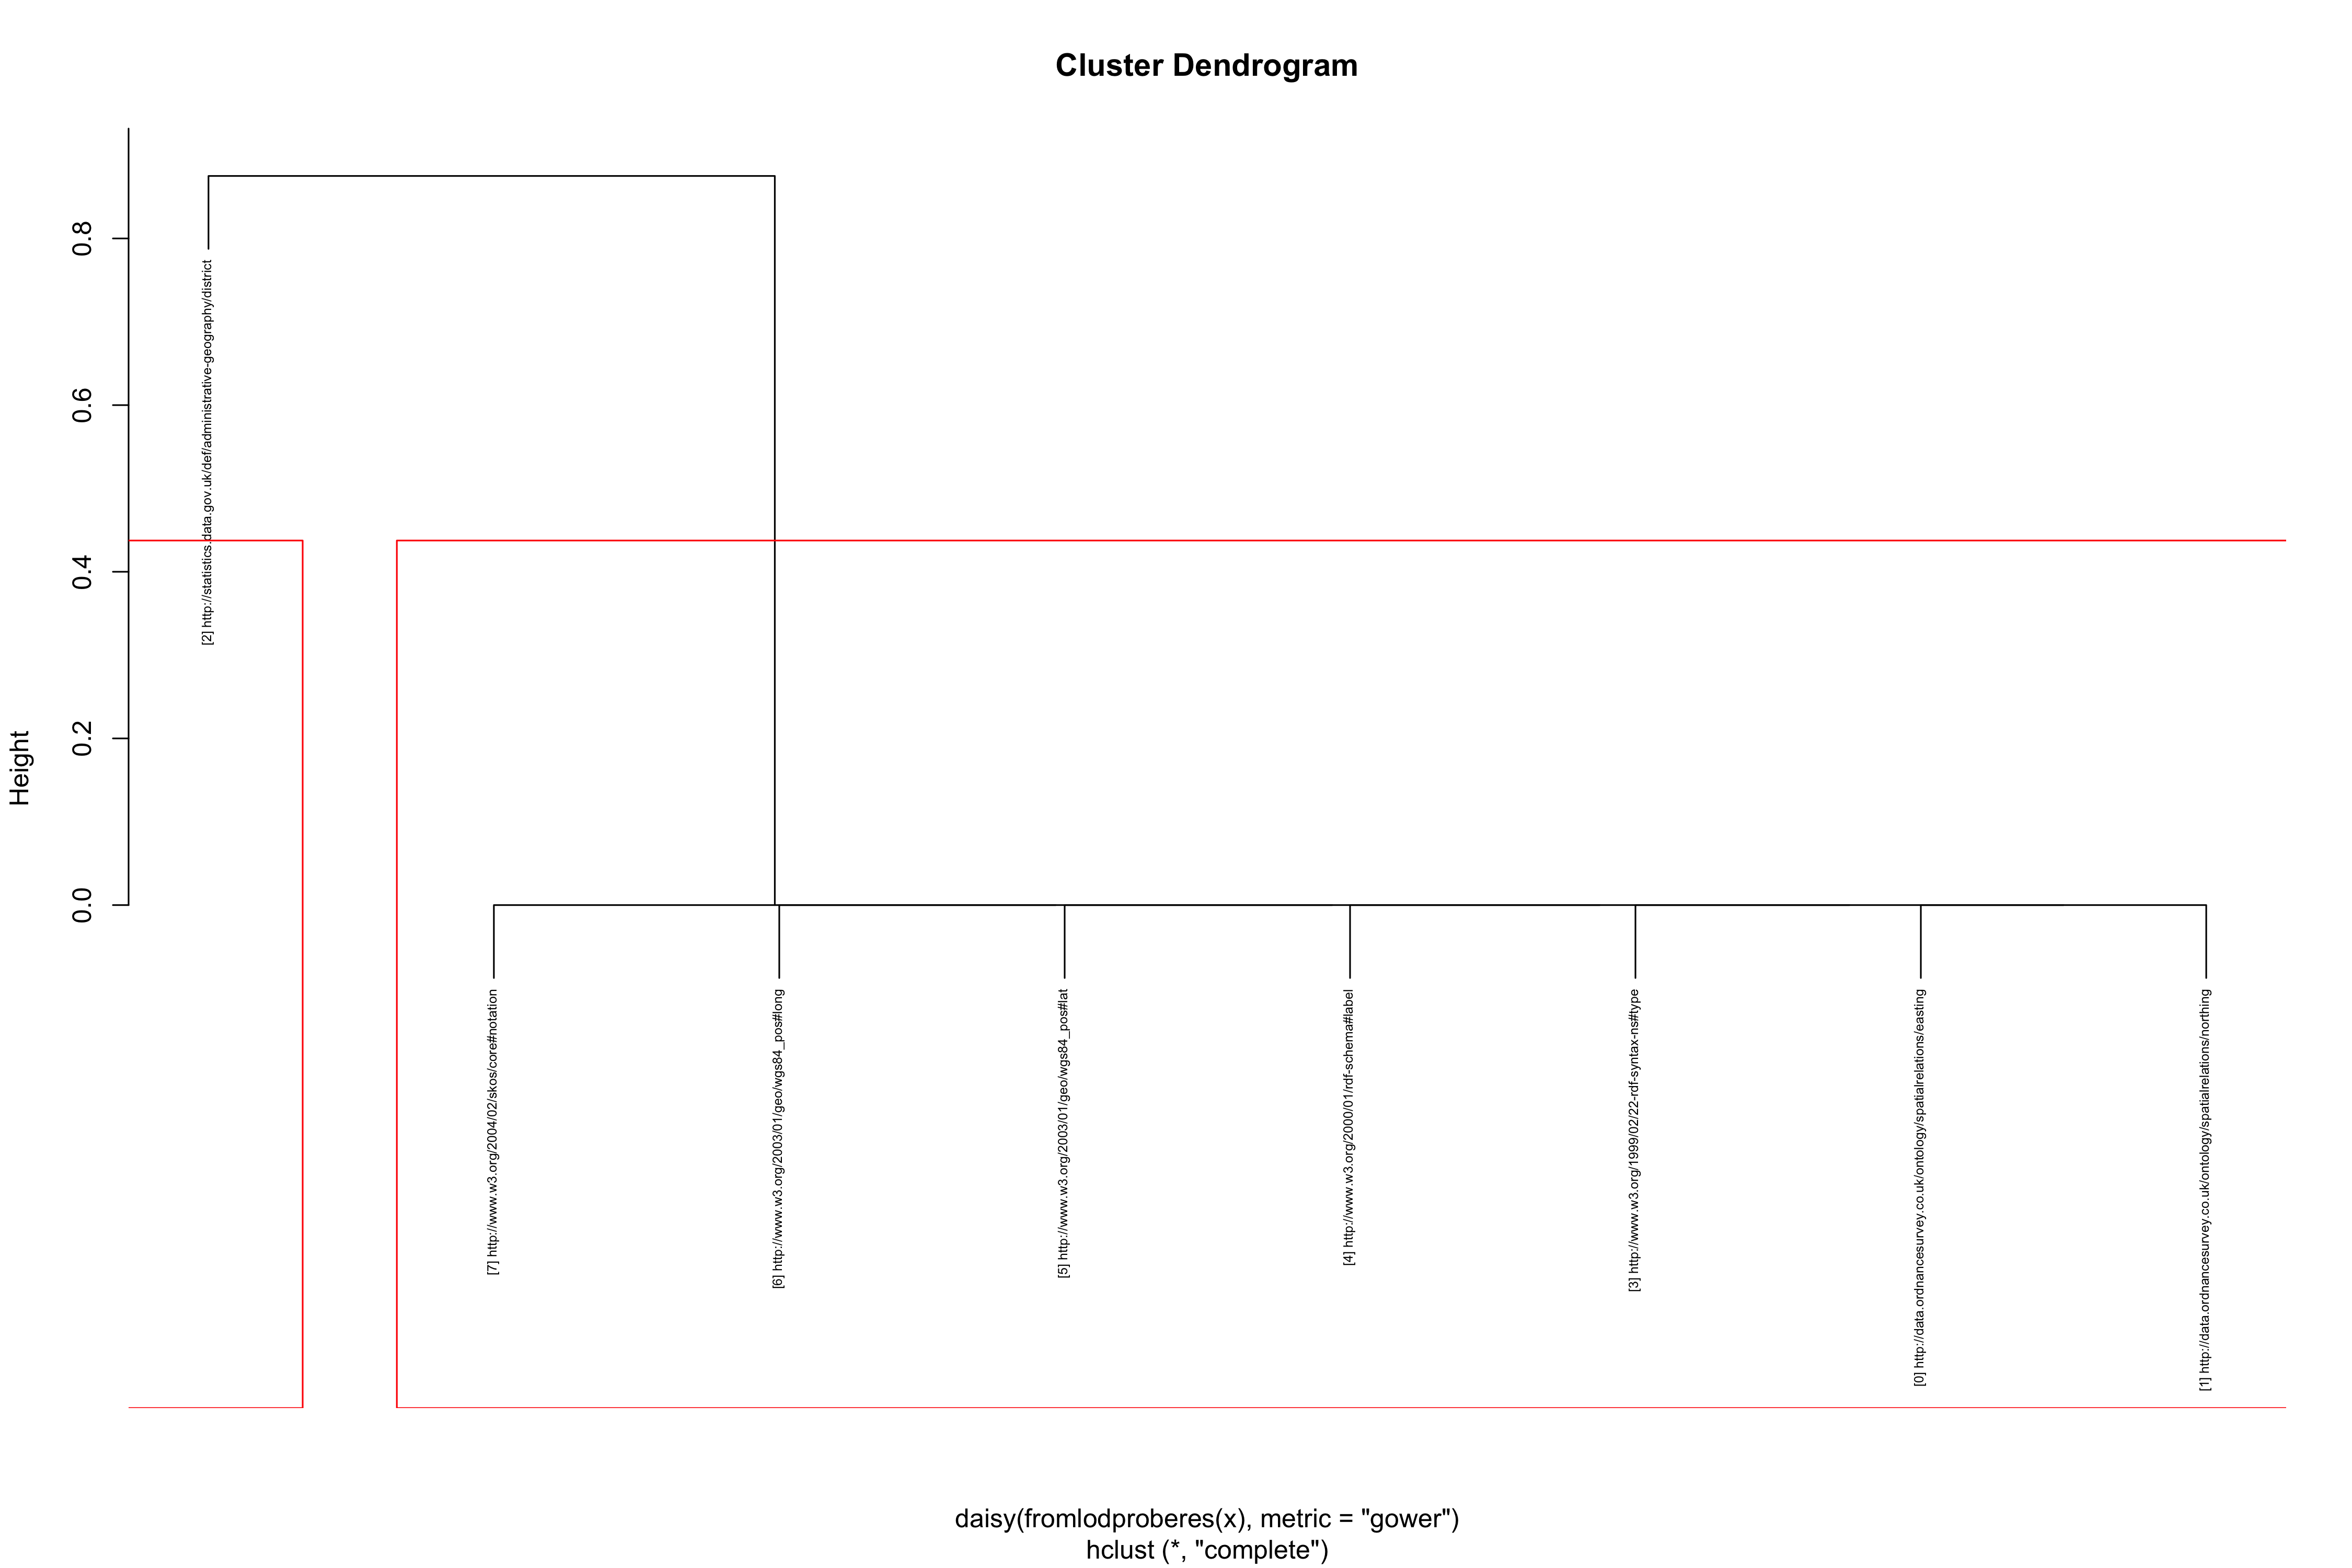 Cluster Dendrogram
Height
0.0
0.2
0.4
0.6
0.8
[2] http://statistics.data.gov.uk/def/administrative-geography/district
[7] http://www.w3.org/2004/02/skos/core#notation
[6] http://www.w3.org/2003/01/geo/wgs84_pos#long
[5] http://www.w3.org/2003/01/geo/wgs84_pos#lat
[4] http://www.w3.org/2000/01/rdf-schema#label
[3] http://www.w3.org/1999/02/22-rdf-syntax-ns#type
[0] http://data.ordnancesurvey.co.uk/ontology/spatialrelations/easting
[1] http://data.ordnancesurvey.co.uk/ontology/spatialrelations/northing
daisy(fromlodproberes(x), metric = "gower")
hclust (*, "complete")